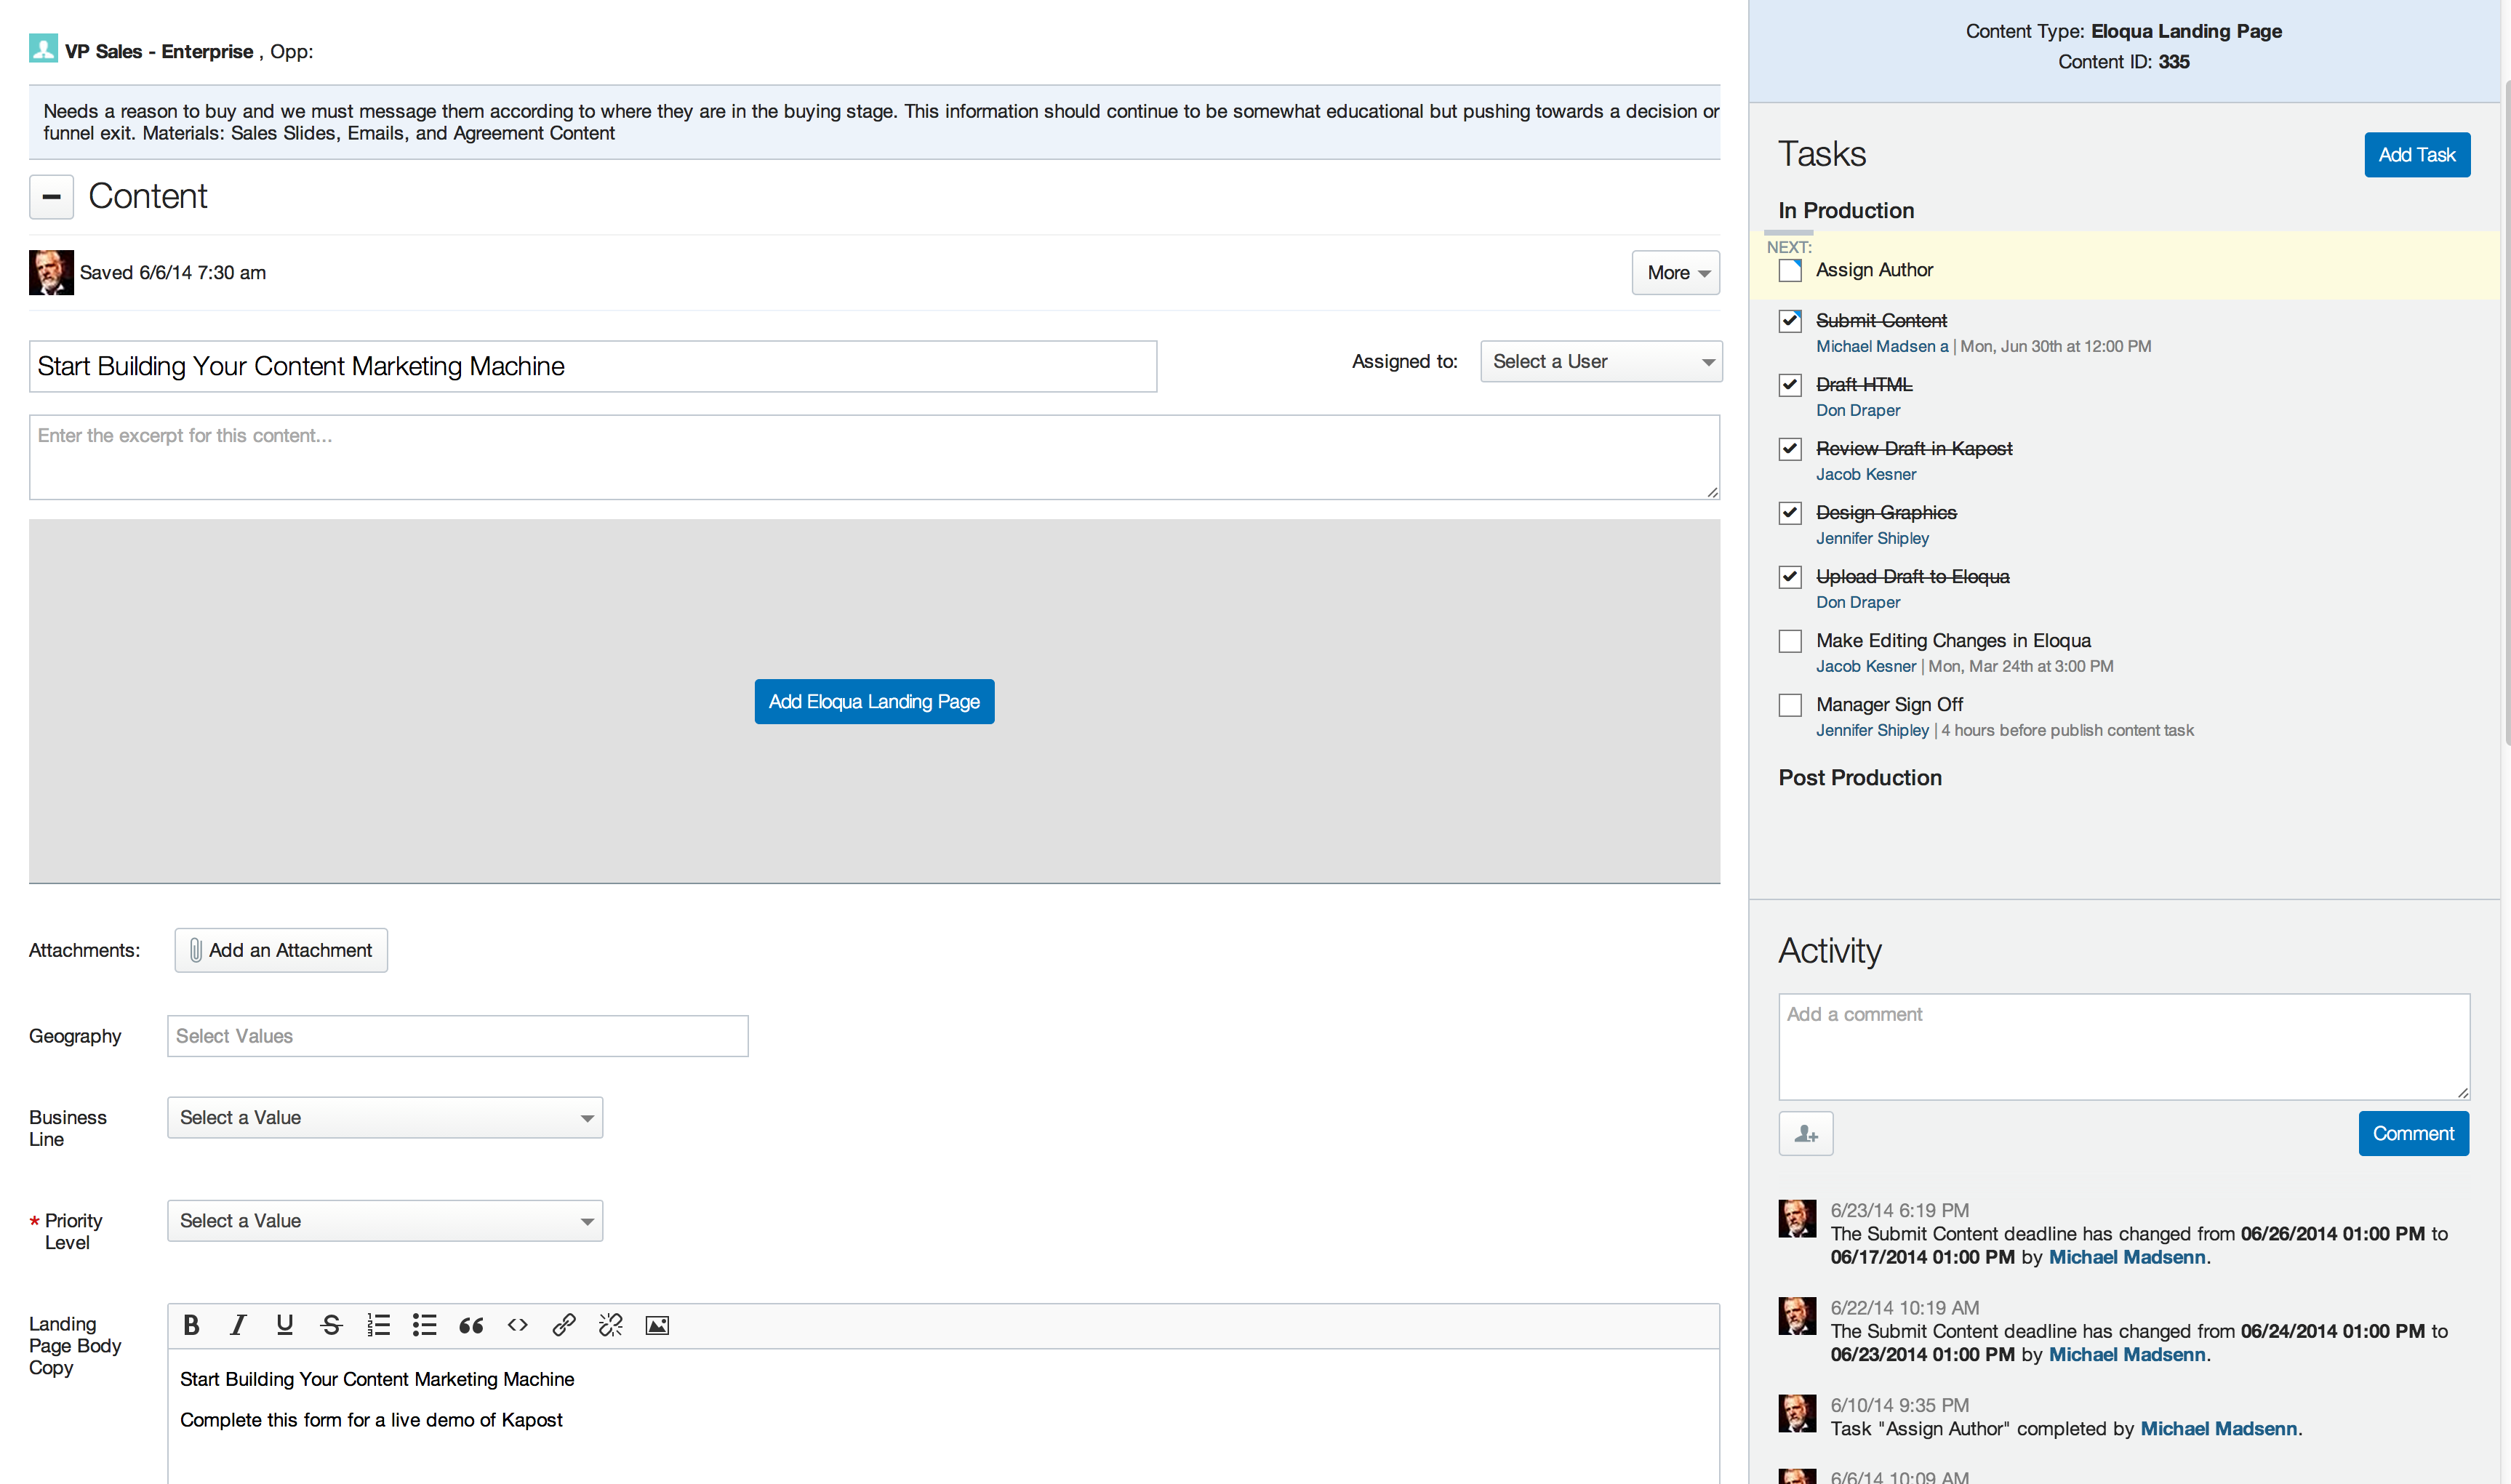 VP Sales - Enterprise , Opp:
Needs a reason to buy and we must message them according to where they are in the buying stage. This information should continue to be somewhat educational but pushing towards a decision or
funnel exit. Materials: Sales Slides, Emails, and Agreement Content
Content
Saved 6/6/14 7:30 am
More
Start Building Your Content Marketing Machine
Assigned to:
Select a User
Enter the excerpt for this content...
Add Eloqua Landing Page
Attachments:
Add an Attachment
Geography
Select Values
Business
Line
Select a Value
* Priority
Level
Select a Value
Landing
Page Body
Copy
Start Building Your Content Marketing Machine
Complete this form for a live demo of Kapost
Content Type: Eloqua Landing Page
Content ID: 335
Tasks
Add Task
In Production
NEXT:
Assign Author
Submit Content
Michael Madsen a | Mon, Jun 30th at 12:00 PM
Draft HTML
Don Draper
Review Draft in Kapost
Jacob Kesner
Design Graphics
Jennifer Shipley
Upload Draft to Eloqua
Don Draper
Make Editing Changes in Eloqua
Jacob Kesner | Mon, Mar 24th at 3:00 PM
Manager Sign Off
Jennifer Shipley | 4 hours before publish content task
Post Production
Activity
Add a comment
Comment
6/23/14 6:19 PM
The Submit Content deadline has changed from 06/26/2014 01:00 PM to
06/17/2014 01:00 PM by Michael Madsenn.
6/22/14 10:19 AM
The Submit Content deadline has changed from 06/24/2014 01:00 PM to
06/23/2014 01:00 PM by Michael Madsenn.
6/10/14 9:35 PM
Task "Assign Author" completed by Michael Madsenn.
6/6/14 10:09 AM